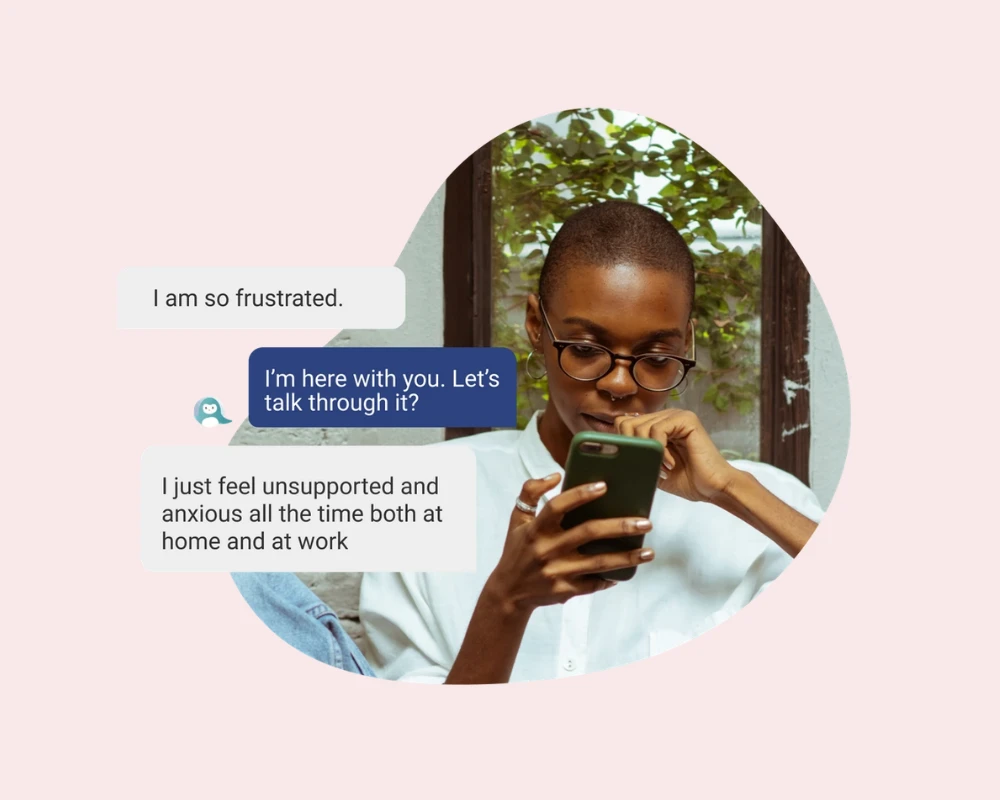 I am so frustrated.
I'm here with you. Let's
talk through it?
I just feel unsupported and
anxious all the time both at
home and at work